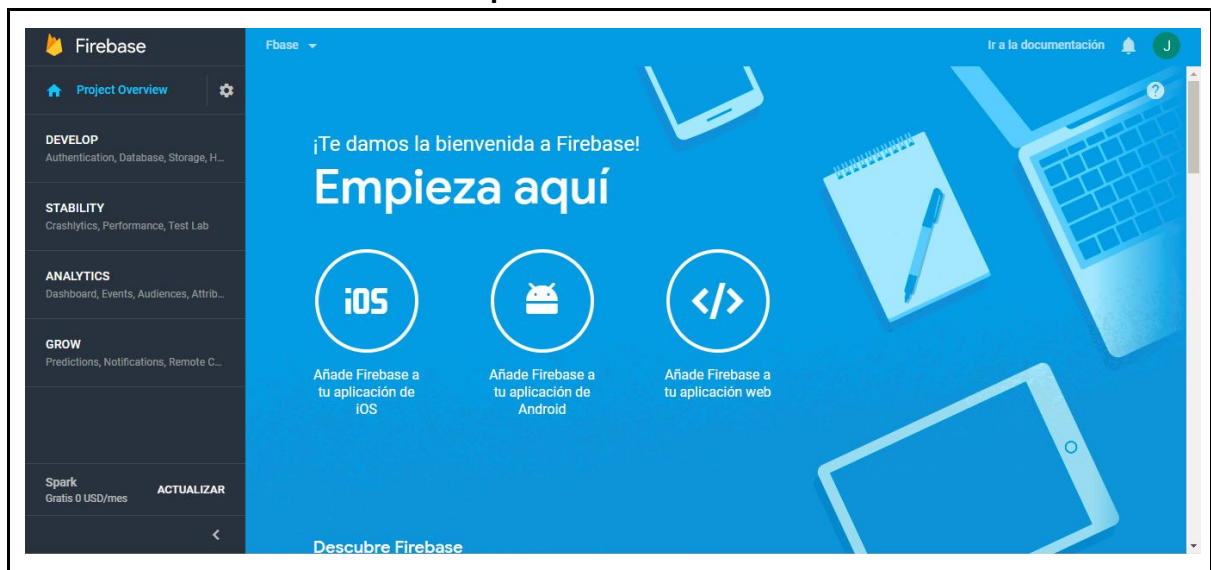 Firebase
Fbase
Ir a la documentación
J
Project Overview
?
DEVELOP
Authentication, Database, Storage, H...
STABILITY
Crashlytics, Performance, Test Lab
ANALYTICS
Dashboard, Events, Audiences, Attrib...
GROW
Predictions, Notifications, Remote C...
Spark
Gratis 0 USD/mes
ACTUALIZAR
¡Te damos la bienvenida a Firebase!
Empieza aquí
iOS
</>
Añade Firebase a
tu aplicación de
iOS
Añade Firebase a
tu aplicación de
Android
Añade Firebase a
tu aplicación web
Descubre Firebase